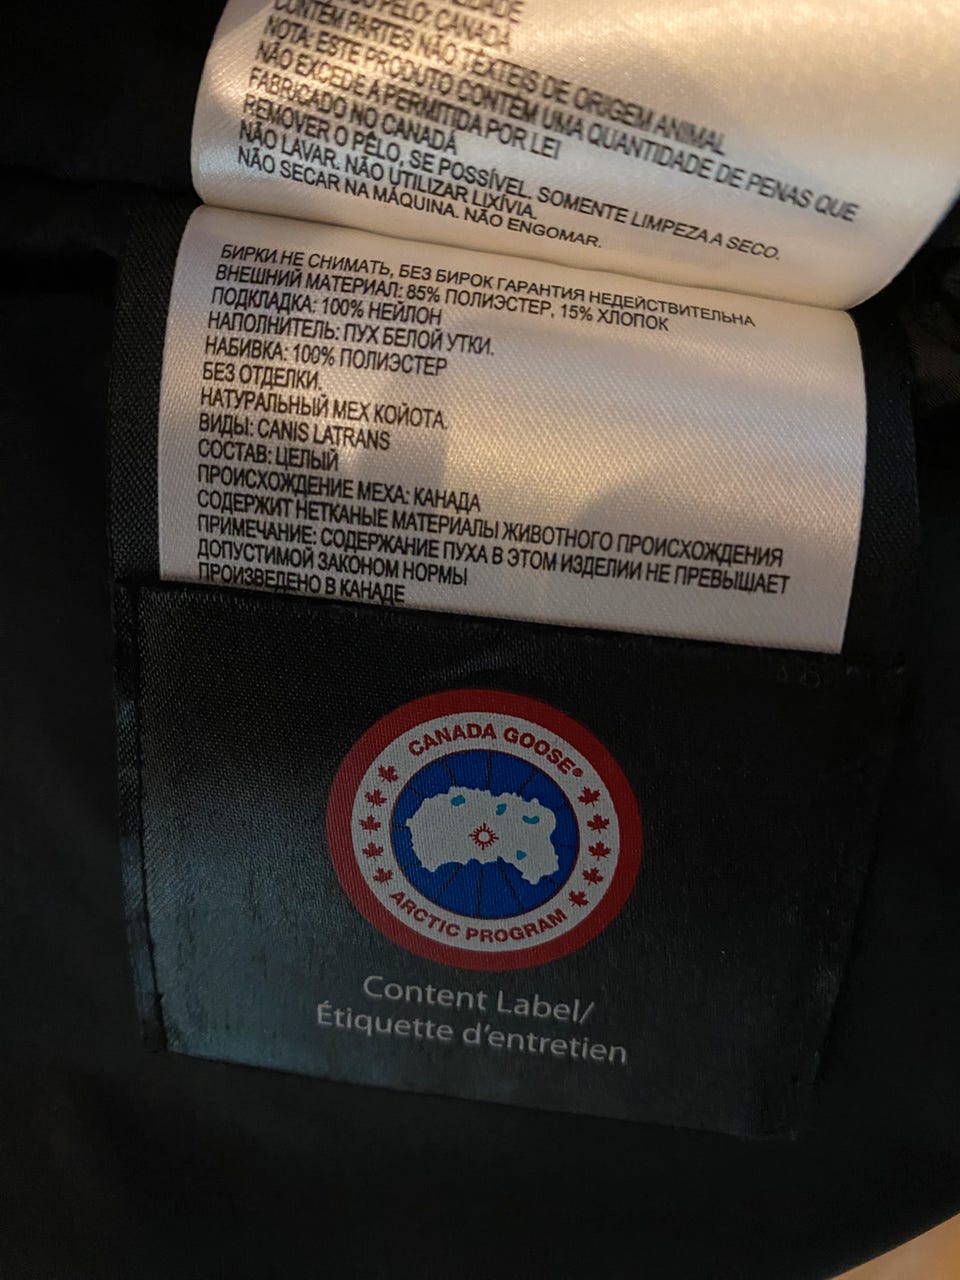 PELO: CANADA
CONTÊM PARTES NÃO TÊXTEIS DE ORIGEM ANIMAL
NOTA: ESTE PRODUTO CONTÉM UMA QUANTIDADE DE PENAS QUE
NÃO EXCEDE A PERMITIDA POR LEI
FABRICADO NO CANADÁ
REMOVER O PÊLO, SE POSSÍVEL. SOMENTE LIMPEZA A SECO.
NÃO LAVAR. NÃO UTILIZAR LIXÍVIA.
NÃO SECAR NA MÁQUINA. NÃO ENGOMAR.
БИРКИ НЕ СНИМАТЬ, БЕЗ БИРОК ГАРАНТИЯ НЕДЕЙСТВИТЕЛЬНА
ВНЕШНИЙ МАТЕРИАЛ: 85% ПОЛИЭСТЕР, 15% ХЛОПОК
ПОДКЛАДКА: 100% НЕЙЛОН
НАПОЛНИТЕЛЬ: ПУХ БЕЛОЙ УТКИ.
НАБИВКА: 100% ПОЛИЭСТЕР
БЕЗ ОТДЕЛКИ.
НАТУРАЛЬНЫЙ МЕХ КОЙОТА.
ВИДЫ: CANIS LATRANS
СОСТАВ: ЦЕЛЫЙ
ПРОИСХОЖДЕНИЕ МЕХА: КАНАДА
СОДЕРЖИТ НЕТКАНЫЕ МАТЕРИАЛЫ ЖИВОТНОГО ПРОИСХОЖДЕНИЯ
ПРИМЕЧАНИЕ: СОДЕРЖАНИЕ ПУХА В ЭТОМ ИЗДЕЛИИ НЕ ПРЕВЫШАЕТ
ДОПУСТИМОЙ ЗАКОНОМ НОРМЫ
ПРОИЗВЕДЕНО В КАНАДЕ
CANADA GOOSE®
ARCTIC PROGRAM
Content Label/
Étiquette d'entretien